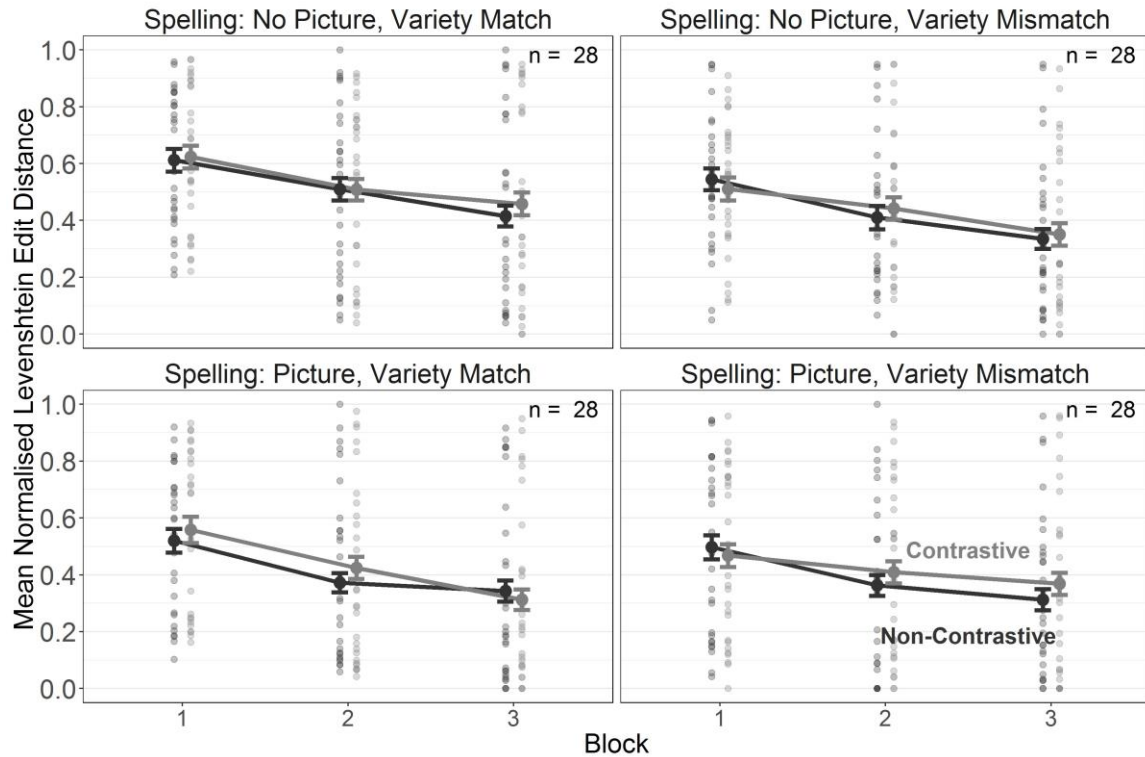 Spelling: No Picture, Variety Match
n = 28
Spelling: No Picture, Variety Mismatch
n = 28
Spelling: Picture, Variety Match
n = 28
Spelling: Picture, Variety Mismatch
n = 28
Contrastive
Non-Contrastive
Mean Normalised Levenshtein Edit Distance
1.0
0.8
0.6
0.4
0.2
0.0
1.0
0.8
0.6
0.4
0.2
0.0
1 2 3
1 2 3
Block